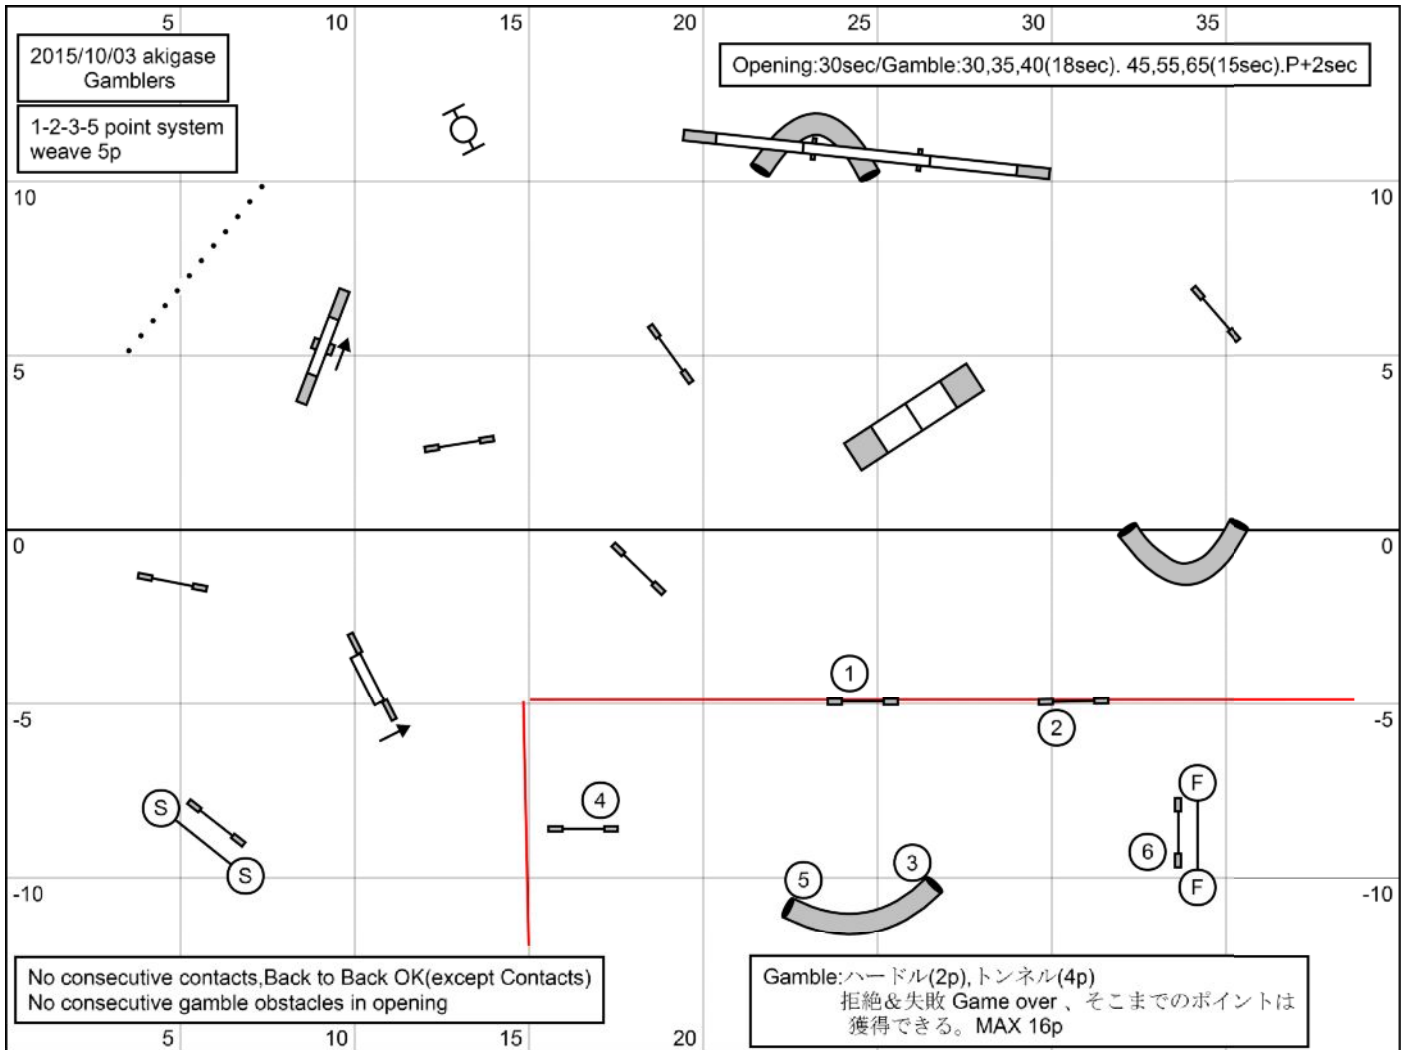 5 10 15 20 25 30 35
2015/10/03 akigase
Gamblers
Opening:30sec/Gamble:30,35,40(18sec). 45,55,65(15sec).P+2sec
1-2-3-5 point system
weave 5p
10 10
5 5
0 0
1
-5 2 -5
F
4
S
6
3
5
S
F
-10 -10
No consecutive contacts,Back to Back OK(except Contacts)
No consecutive gamble obstacles in opening
Gamble:ハードル(2p),トンネル(4p)
拒絶&失敗 Game over 、そこまでのポイントは
獲得できる。MAX 16p
5 10 15 20